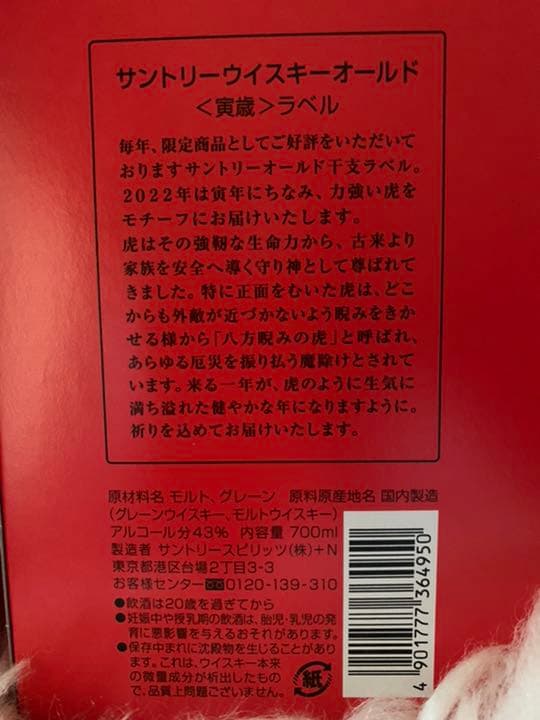 サントリーウイスキーオールド
＜寅歳＞ラベル
毎年、限定商品としてご好評をいただいて
おりますサントリーオールド干支ラベル。
2022年は寅年にちなみ、力強い虎を
モチーフにお届けいたします。
虎はその強靭な生命力から、古来より
家族を安全へ導く守り神として尊ばれて
きました。特に正面をむいた虎は、どこ
からも外敵が近づかないよう睨みをきか
せる様から「八方睨みの虎」と呼ばれ、
あらゆる厄災を振り払う魔除けとされて
います。来る一年が、虎のように生気に
満ち溢れた健やかな年になりますように。
祈りを込めてお届けいたします。
原材料名 モルト、グレーン 原料原産地名 国内製造
(グレーンウイスキー、モルトウイスキー)
アルコール分43% 内容量 700ml
製造者 サントリースピリッツ(株)+N
東京都港区台場2丁目3-3
お客様センター 0120-139-310
●飲酒は20歳を過ぎてから
●妊娠中や授乳期の飲酒は、胎児・乳児の発
育に悪影響を与えるおそれがあります。
●保存中まれに沈殿物を生じることがあり
ます。これは、ウイスキー本来
の微量成分が析出したもの
で、品質上問題ございません。
紙
4 901777 364950